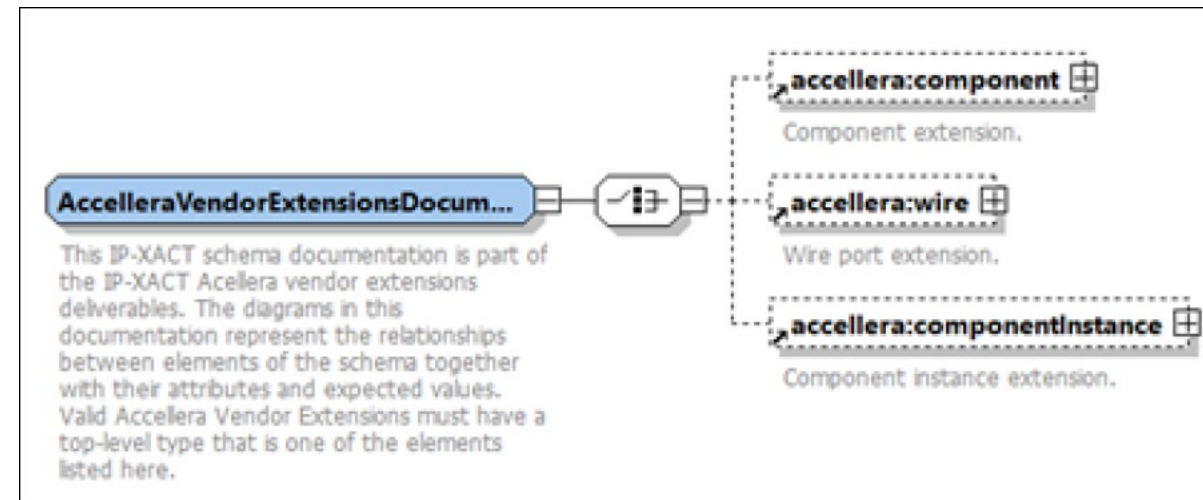 accellera:component
Component extension.
AccelleraVendorExtensionsDocum...
accellera:wire
This IP-XACT schema documentation is part of
the IP-XACT Acellera vendor extensions
deliverables. The diagrams in this
documentation represent the relationships
between elements of the schema together
with their attributes and expected values.
Valid Accellera Vendor Extensions must have a
top-level type that is one of the elements
listed here.
Wire port extension.
accellera:componentInstance
Component instance extension.